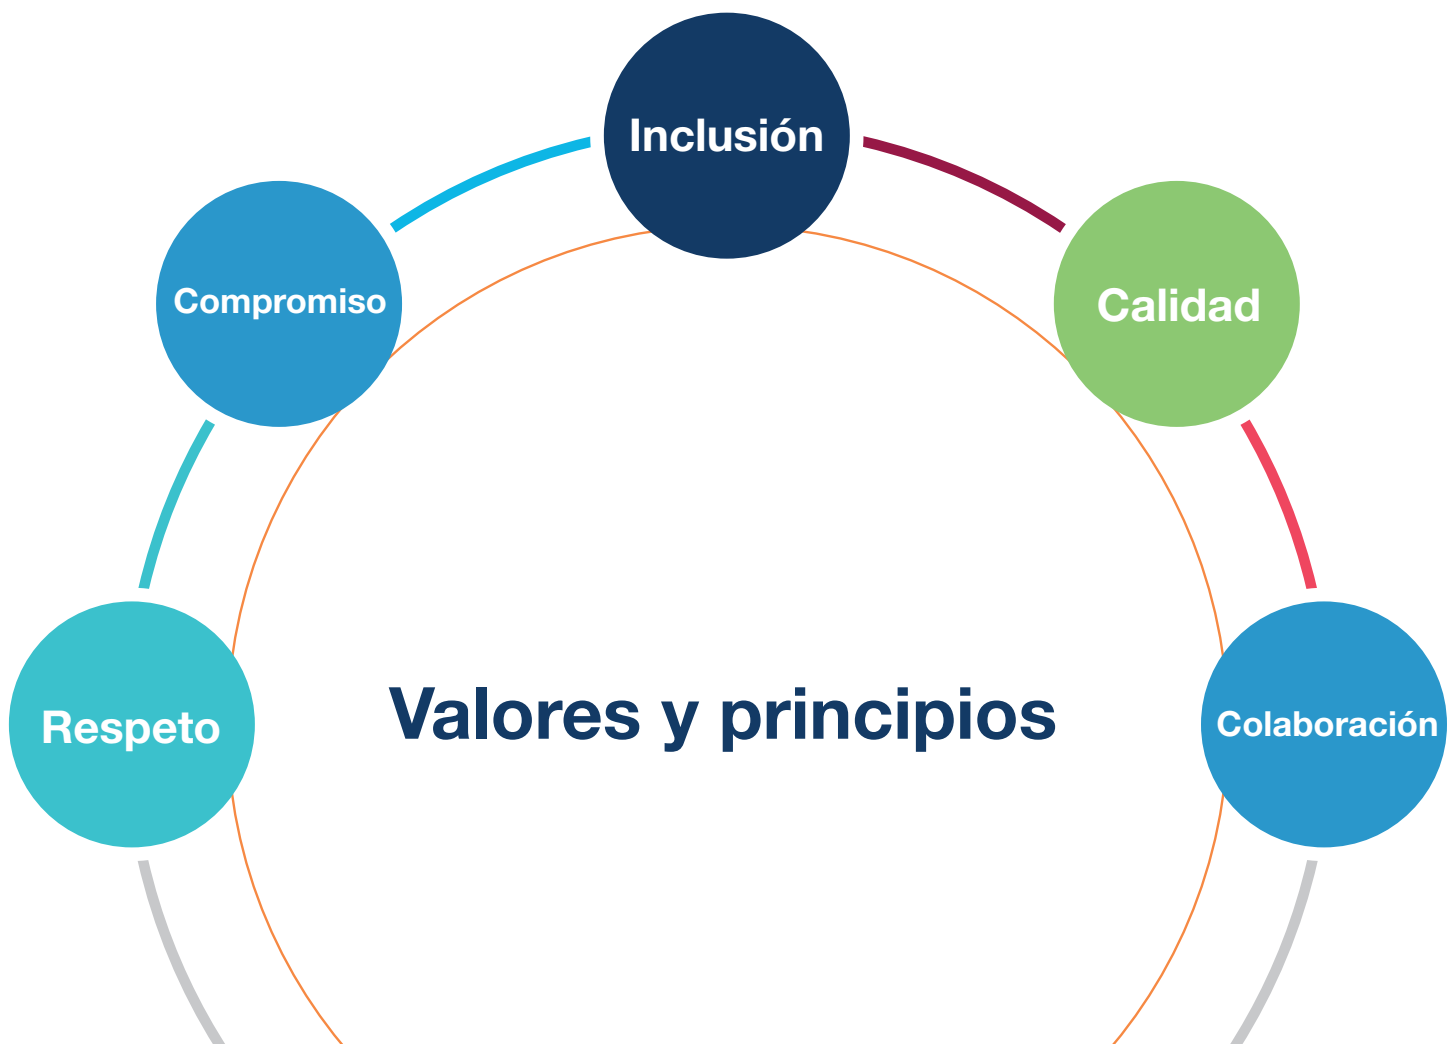 Inclusión
Compromiso
Calidad
Respeto
Valores y principios
Colaboración